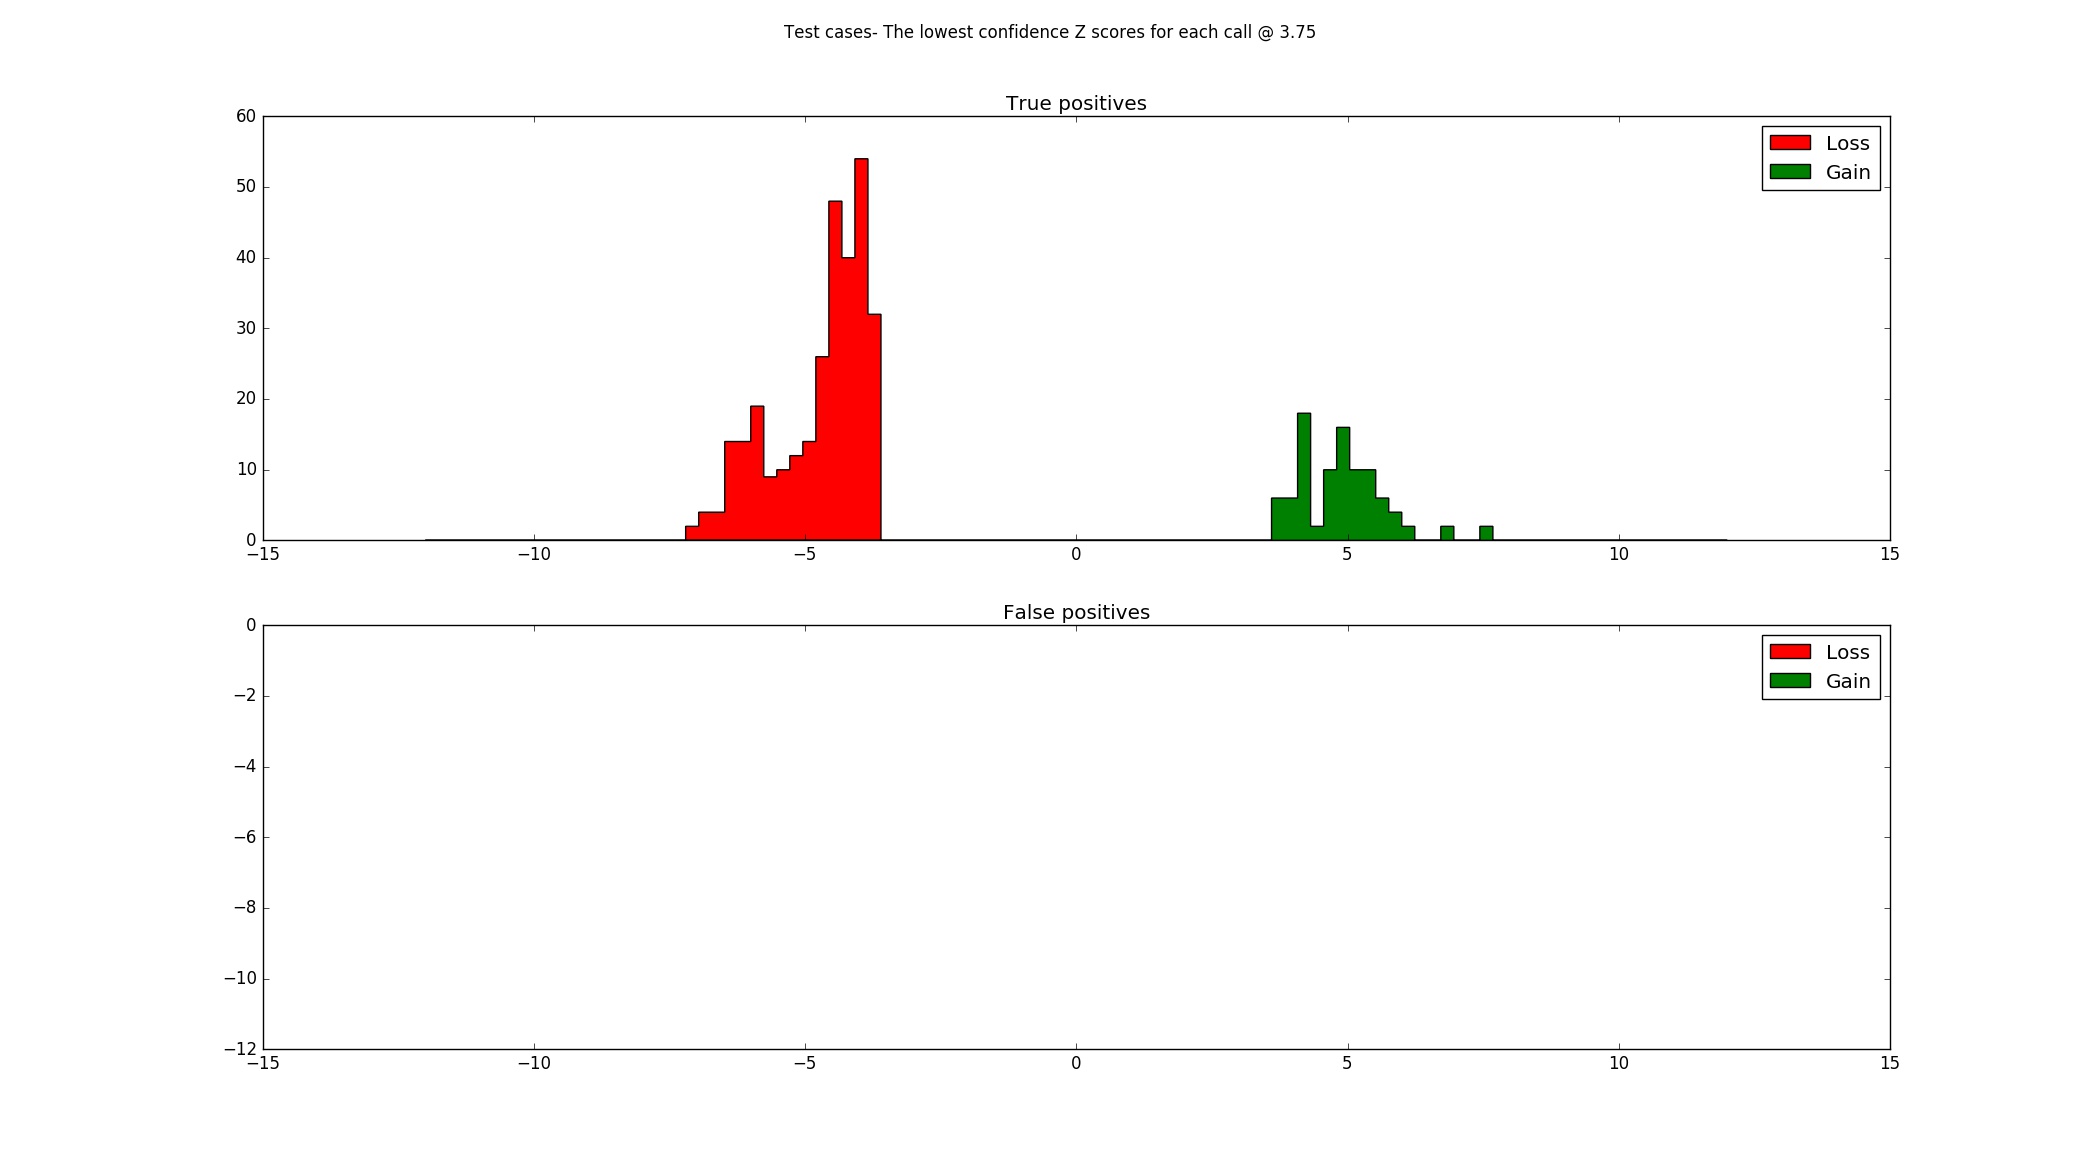 Test cases- The lowest confidence Z scores for each call @ 3.75
True positives
60
50
40
30
20
10
0
Loss
Gain
−15 −10 −5 0 5 10 15
False positives
0
−2
−4
−6
−8
−10
−12
Loss
Gain
−15 −10 −5 0 5 10 15